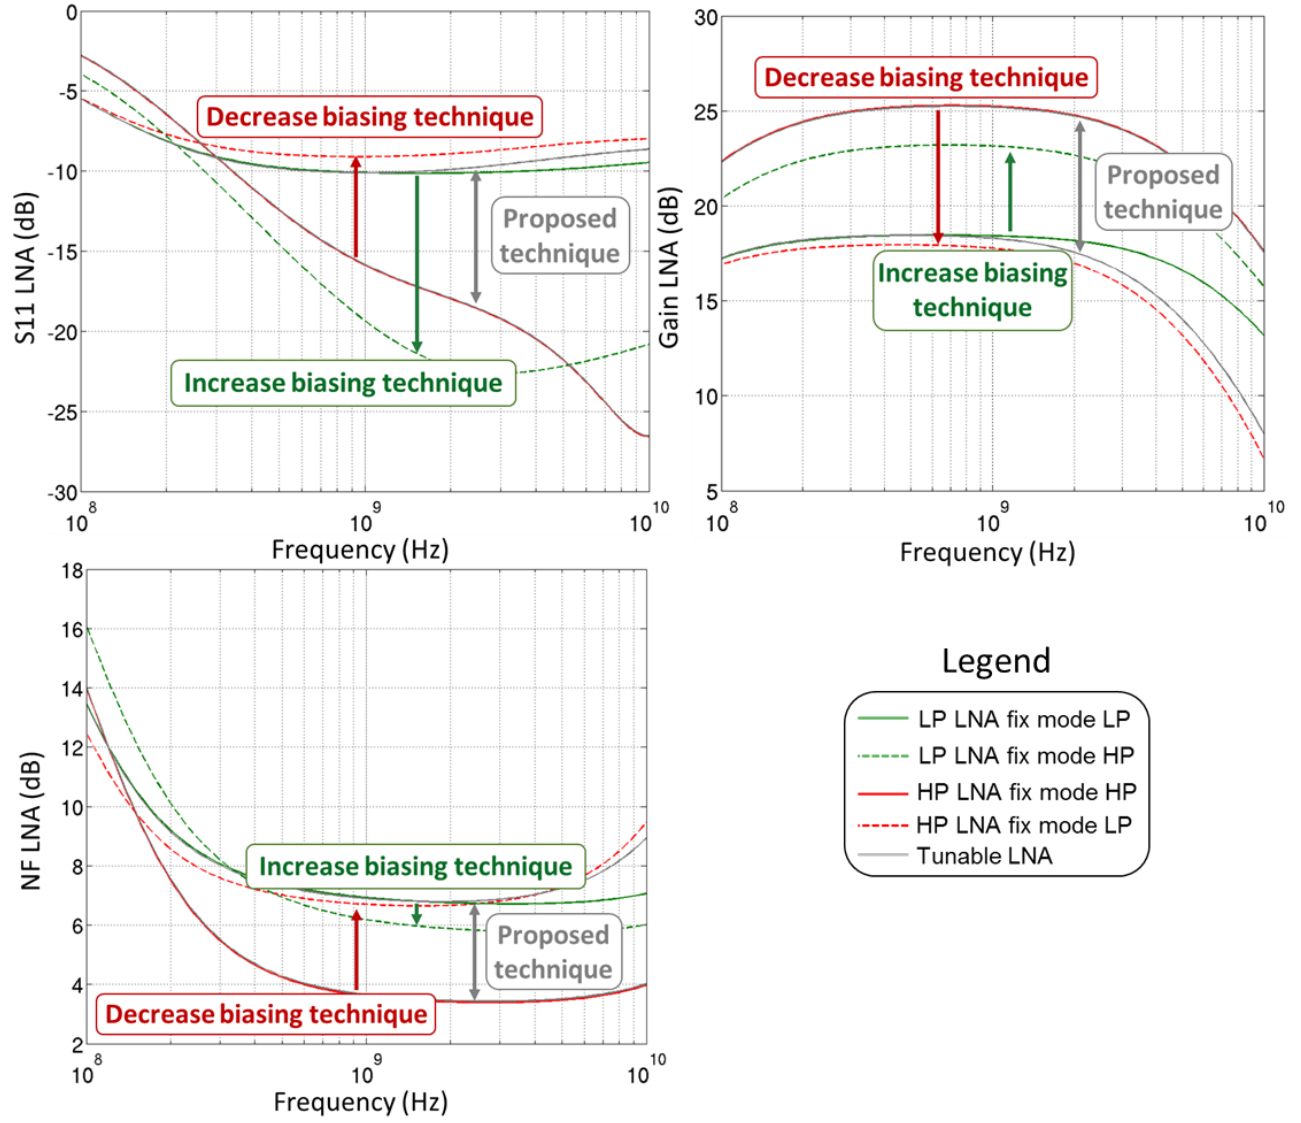 0
-5
-10
-15
-20
-25
-30
S11 LNA (dB)
Decrease biasing technique
Proposed
technique
Increase biasing technique
10^8
10^9
10^10
Frequency (Hz)
30
25
20
15
10
5
Gain LNA (dB)
Decrease biasing technique
Proposed
technique
Increase biasing
technique
10^8
10^9
10^10
Frequency (Hz)
18
16
14
12
10
8
6
4
2
NF LNA (dB)
Increase biasing technique
Proposed
technique
Decrease biasing technique
10^8
10^9
10^10
Frequency (Hz)
Legend
LP LNA fix mode LP
LP LNA fix mode HP
HP LNA fix mode HP
HP LNA fix mode LP
Tunable LNA